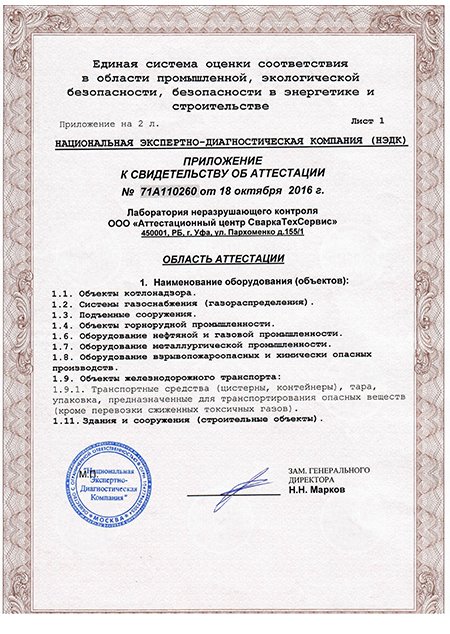 Единая система оценки соответствия
в области промышленной, экологической
безопасности, безопасности в энергетике и
строительстве
Приложение на 2 л. Лист 1
НАЦИОНАЛЬНАЯ ЭКСПЕРТНО-ДИАГНОСТИЧЕСКАЯ КОМПАНИЯ (НЭДК)
ПРИЛОЖЕНИЕ
К СВИДЕТЕЛЬСТВУ ОБ АТТЕСТАЦИИ
№ 71А110260 от 18 октября 2016 г.
Лаборатория неразрушающего контроля
ООО «Аттестационный центр СваркаТехСервис»
450001, РБ, г. Уфа, ул. Пархоменко д.155/1
ОБЛАСТЬ АТТЕСТАЦИИ
1. Наименование оборудования (объектов):
1.1. Объекты котлонадзора.
1.2. Системы газоснабжения (газораспределения).
1.3. Подъемные сооружения.
1.4. Объекты горнорудной промышленности.
1.6. Оборудование нефтяной и газовой промышленности.
1.7. Оборудование металлургической промышленности.
1.8. Оборудование взрывопожароопасных и химически опасных
производств.
1.9. Объекты железнодорожного транспорта:
1.9.1. Транспортные средства (цистерны, контейнеры), тара,
упаковка, предназначенные для транспортирования опасных веществ
(кроме перевозки сжиженных токсичных газов).
1.11. Здания и сооружения (строительные объекты).
М.П.
"Национальная
Экспертно-
Диагностическая
Компания"
МОСКВА
ЗАМ. ГЕНЕРАЛЬНОГО
ДИРЕКТОРА
Н.Н. Марков